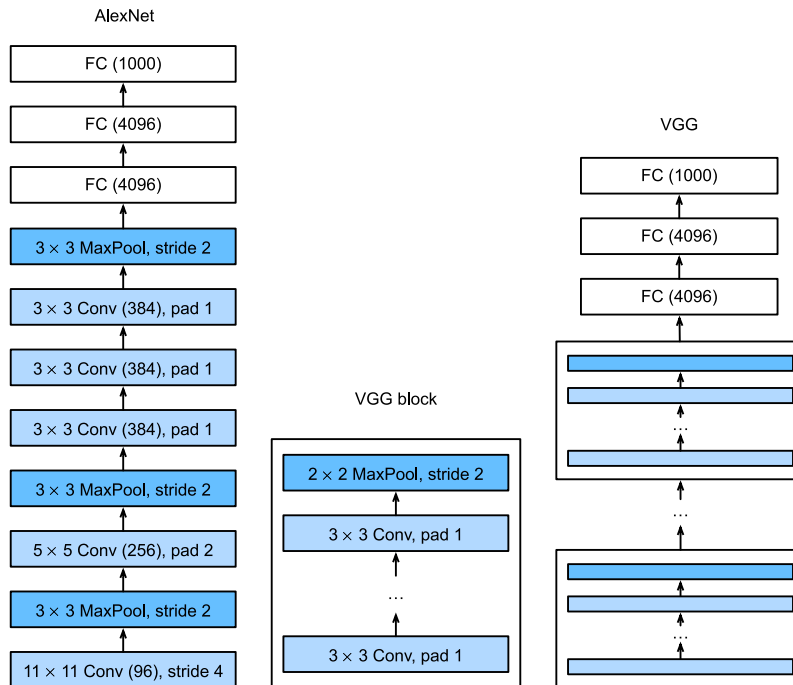 AlexNet
FC (1000)
FC (4096)
FC (4096)
3 × 3 MaxPool, stride 2
3 × 3 Conv (384), pad 1
3 × 3 Conv (384), pad 1
3 × 3 Conv (384), pad 1
3 × 3 MaxPool, stride 2
5 × 5 Conv (256), pad 2
3 × 3 MaxPool, stride 2
11 × 11 Conv (96), stride 4
VGG block
2 × 2 MaxPool, stride 2
3 × 3 Conv, pad 1
...
3 × 3 Conv, pad 1
VGG
FC (1000)
FC (4096)
FC (4096)
...
...
...